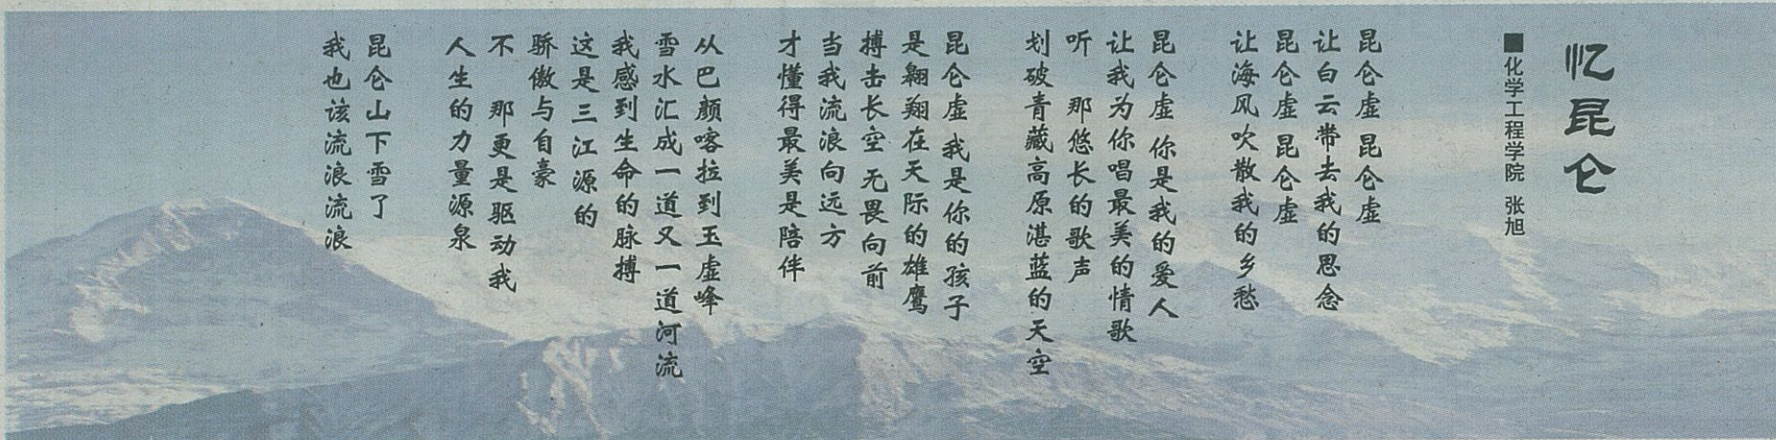 忆昆仑
■化学工程学院 张旭
昆仑虚 昆仑虚
让白云带去我的思念
昆仑虚 昆仑虚
让海风吹散我的乡愁
昆仑虚 你是我的爱人
让我为你唱最美的情歌
听 那悠长的歌声
划破青藏高原湛蓝的天空
昆仑虚 我是你的孩子
是翱翔在天际的雄鹰
搏击长空 无畏向前
当我流浪向远方
才懂得最美是陪伴
从巴颜喀拉到玉虚峰
雪水汇成一道又一道河流
我感到生命的脉搏
这是三江源的
骄傲与自豪
不 那更是驱动我
人生的力量源泉
昆仑山下雪了
我也该流浪流浪